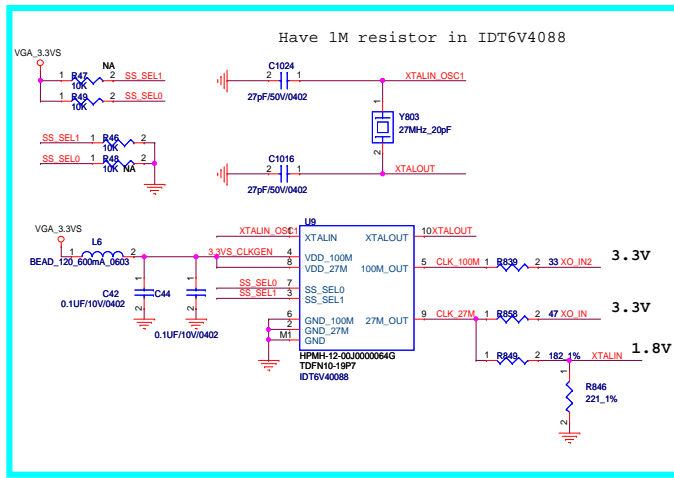 Have 1M resistor in IDT6V4088
VGA_3.3VS
NA
1 R47 2 SS_SEL1
10K
1 R49 2 SS_SEL0
10K
SS_SEL1 1 R46 2
10K
SS_SEL0 1 R48 2
10K NA
C1024
2 1 XTALIN_OSC1
27pF/50V/0402
1
Y803
27MHz_20pF
2
C1016
2 1 XTALOUT
27pF/50V/0402
U9
XTALIN_OSC1 1 XTALIN XTALOUT 10 XTALOUT
VGA_3.3VS
L6
1 2 3.3VS_CLKGEN 4 VDD_100M 100M_OUT 5 CLK_100M 1 R839 2 33 XO_IN2 3.3V
BEAD_120_600mA_0603
8 VDD_27M
SS_SEL0 7 SS_SEL0
SS_SEL1 3 SS_SEL1
1 C42 2
0.1UF/10V/0402
1 C44 2
0.1UF/10V/0402
6 GND_100M 27M_OUT 9 CLK_27M 1 R858 2 47 XO_IN 3.3V
2 GND_27M
M1 GND
HPMH-12-00J0000064G
TDFN10-19P7
IDT6V40088
1 R849 2 182_1% XTALIN 1.8V
1
R846
221_1%
2